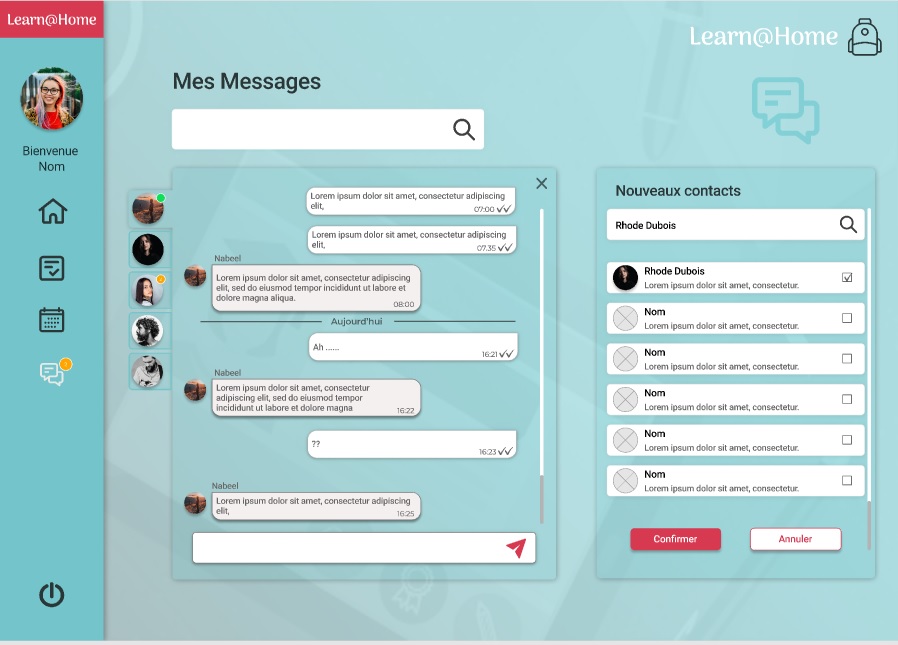 Learn@Home
Learn@Home
Bienvenue
Nom
Mes Messages
Lorem ipsum dolor sit amet, consectetur adipiscing
elit,
07:00
Lorem ipsum dolor sit amet, consectetur adipiscing
elit,
07:35
Nabeel
Lorem ipsum dolor sit amet, consectetur adipiscing
elit, sed do eiusmod tempor incididunt ut labore et
dolore magna aliqua.
08:00
Aujourd'hui
Ah ......
16:21
Nabeel
Lorem ipsum dolor sit amet, consectetur
adipiscing elit, sed do eiusmod tempor
incididunt ut labore et dolore magna
16:22
??
16:23
Nabeel
Lorem ipsum dolor sit amet, consectetur adipiscing
elit,
16:25
Nouveaux contacts
Rhode Dubois
Rhode Dubois
Lorem ipsum dolor sit amet, consectetur.
Nom
Lorem ipsum dolor sit amet, consectetur.
Nom
Lorem ipsum dolor sit amet, consectetur.
Nom
Lorem ipsum dolor sit amet, consectetur.
Nom
Lorem ipsum dolor sit amet, consectetur.
Nom
Lorem ipsum dolor sit amet, consectetur.
Confirmer
Annuler